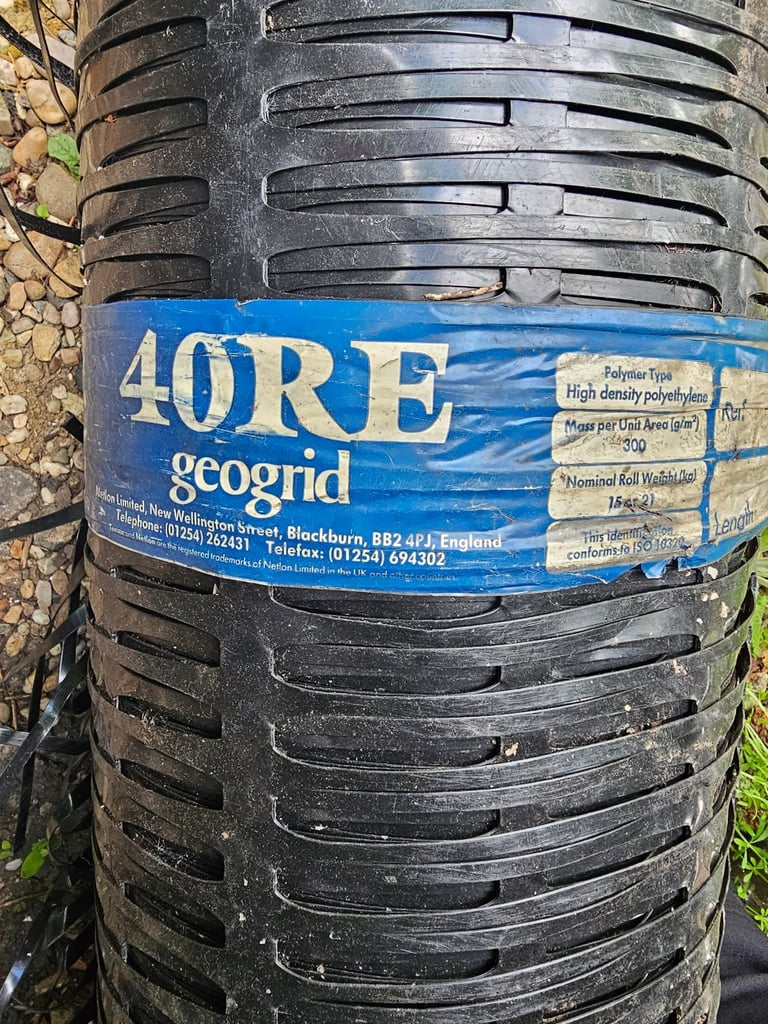 40RE
geogrid
Netlon Limited, New Wellington Street, Blackburn, BB2 4PJ, England
Telephone: (01254) 262431 Telefax: (01254) 694302
Tensar and Netlon are the registered trademarks of Netlon Limited in the UK and other countries
Polymer Type
High density polyethylene
Mass per Unit Area (g/m²)
300
Nominal Roll Weight (kg)
15 or 21
This identification
conforms to ISO 10320
Ref.
Length